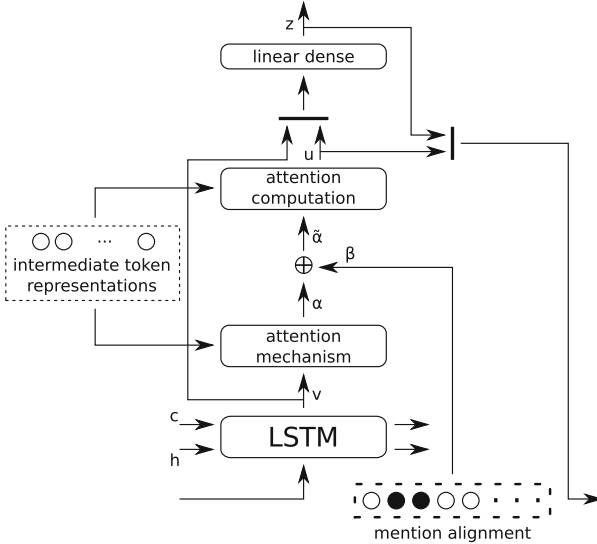 z
linear dense
u
attention
computation
α̃
β
...
intermediate token
representations
α
attention
mechanism
v
c
LSTM
h
mention alignment